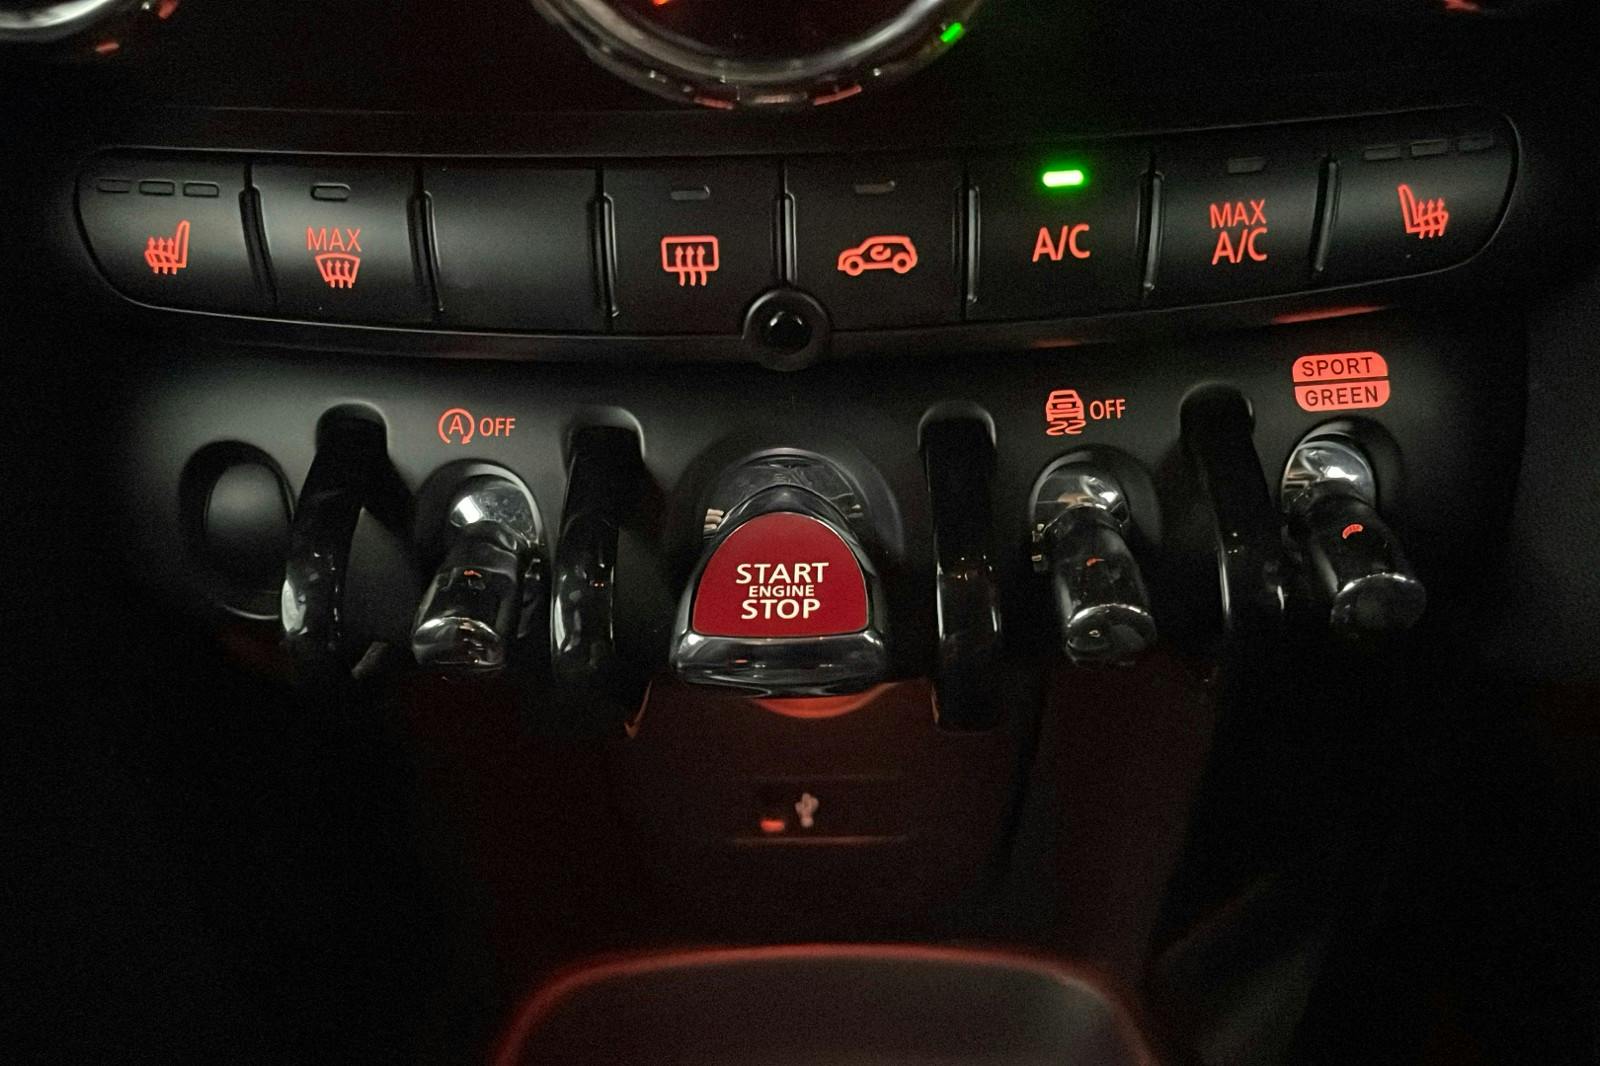 MAX
A/C
MAX
A/C
A OFF
OFF
SPORT
GREEN
START
ENGINE
STOP